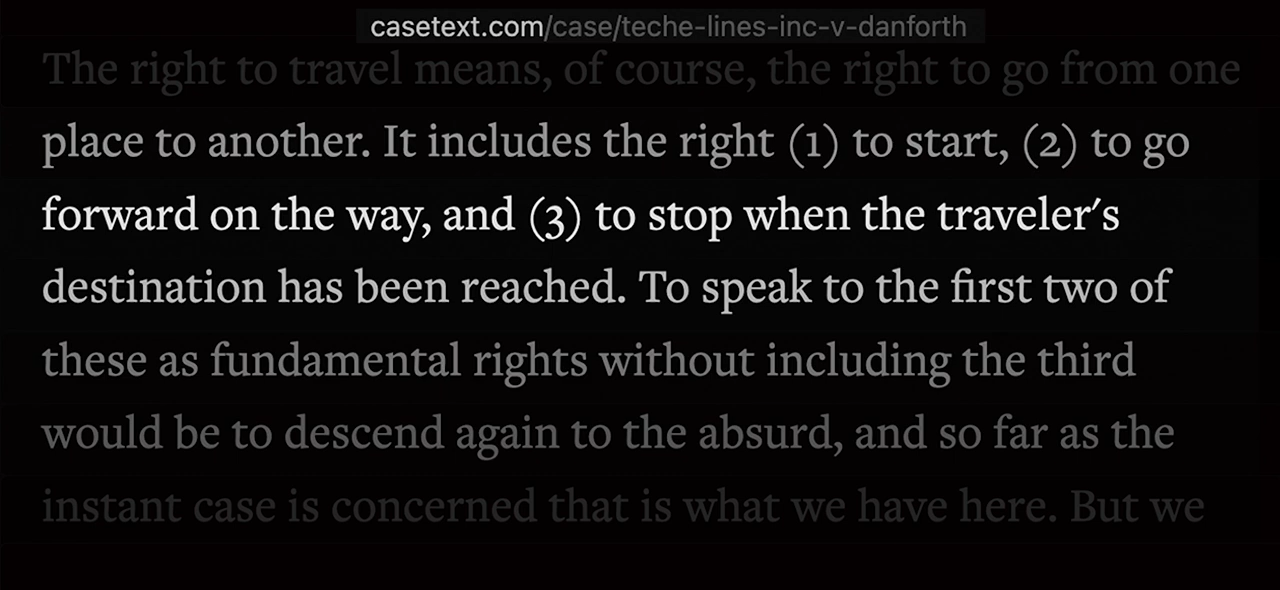 casetext.com/case/teche-lines-inc-v-danforth
The right to travel means, of course, the right to go from one
place to another. It includes the right (1) to start, (2) to go
forward on the way, and (3) to stop when the traveler's
destination has been reached. To speak to the first two of
these as fundamental rights without including the third
would be to descend again to the absurd, and so far as the
instant case is concerned that is what we have here. But we